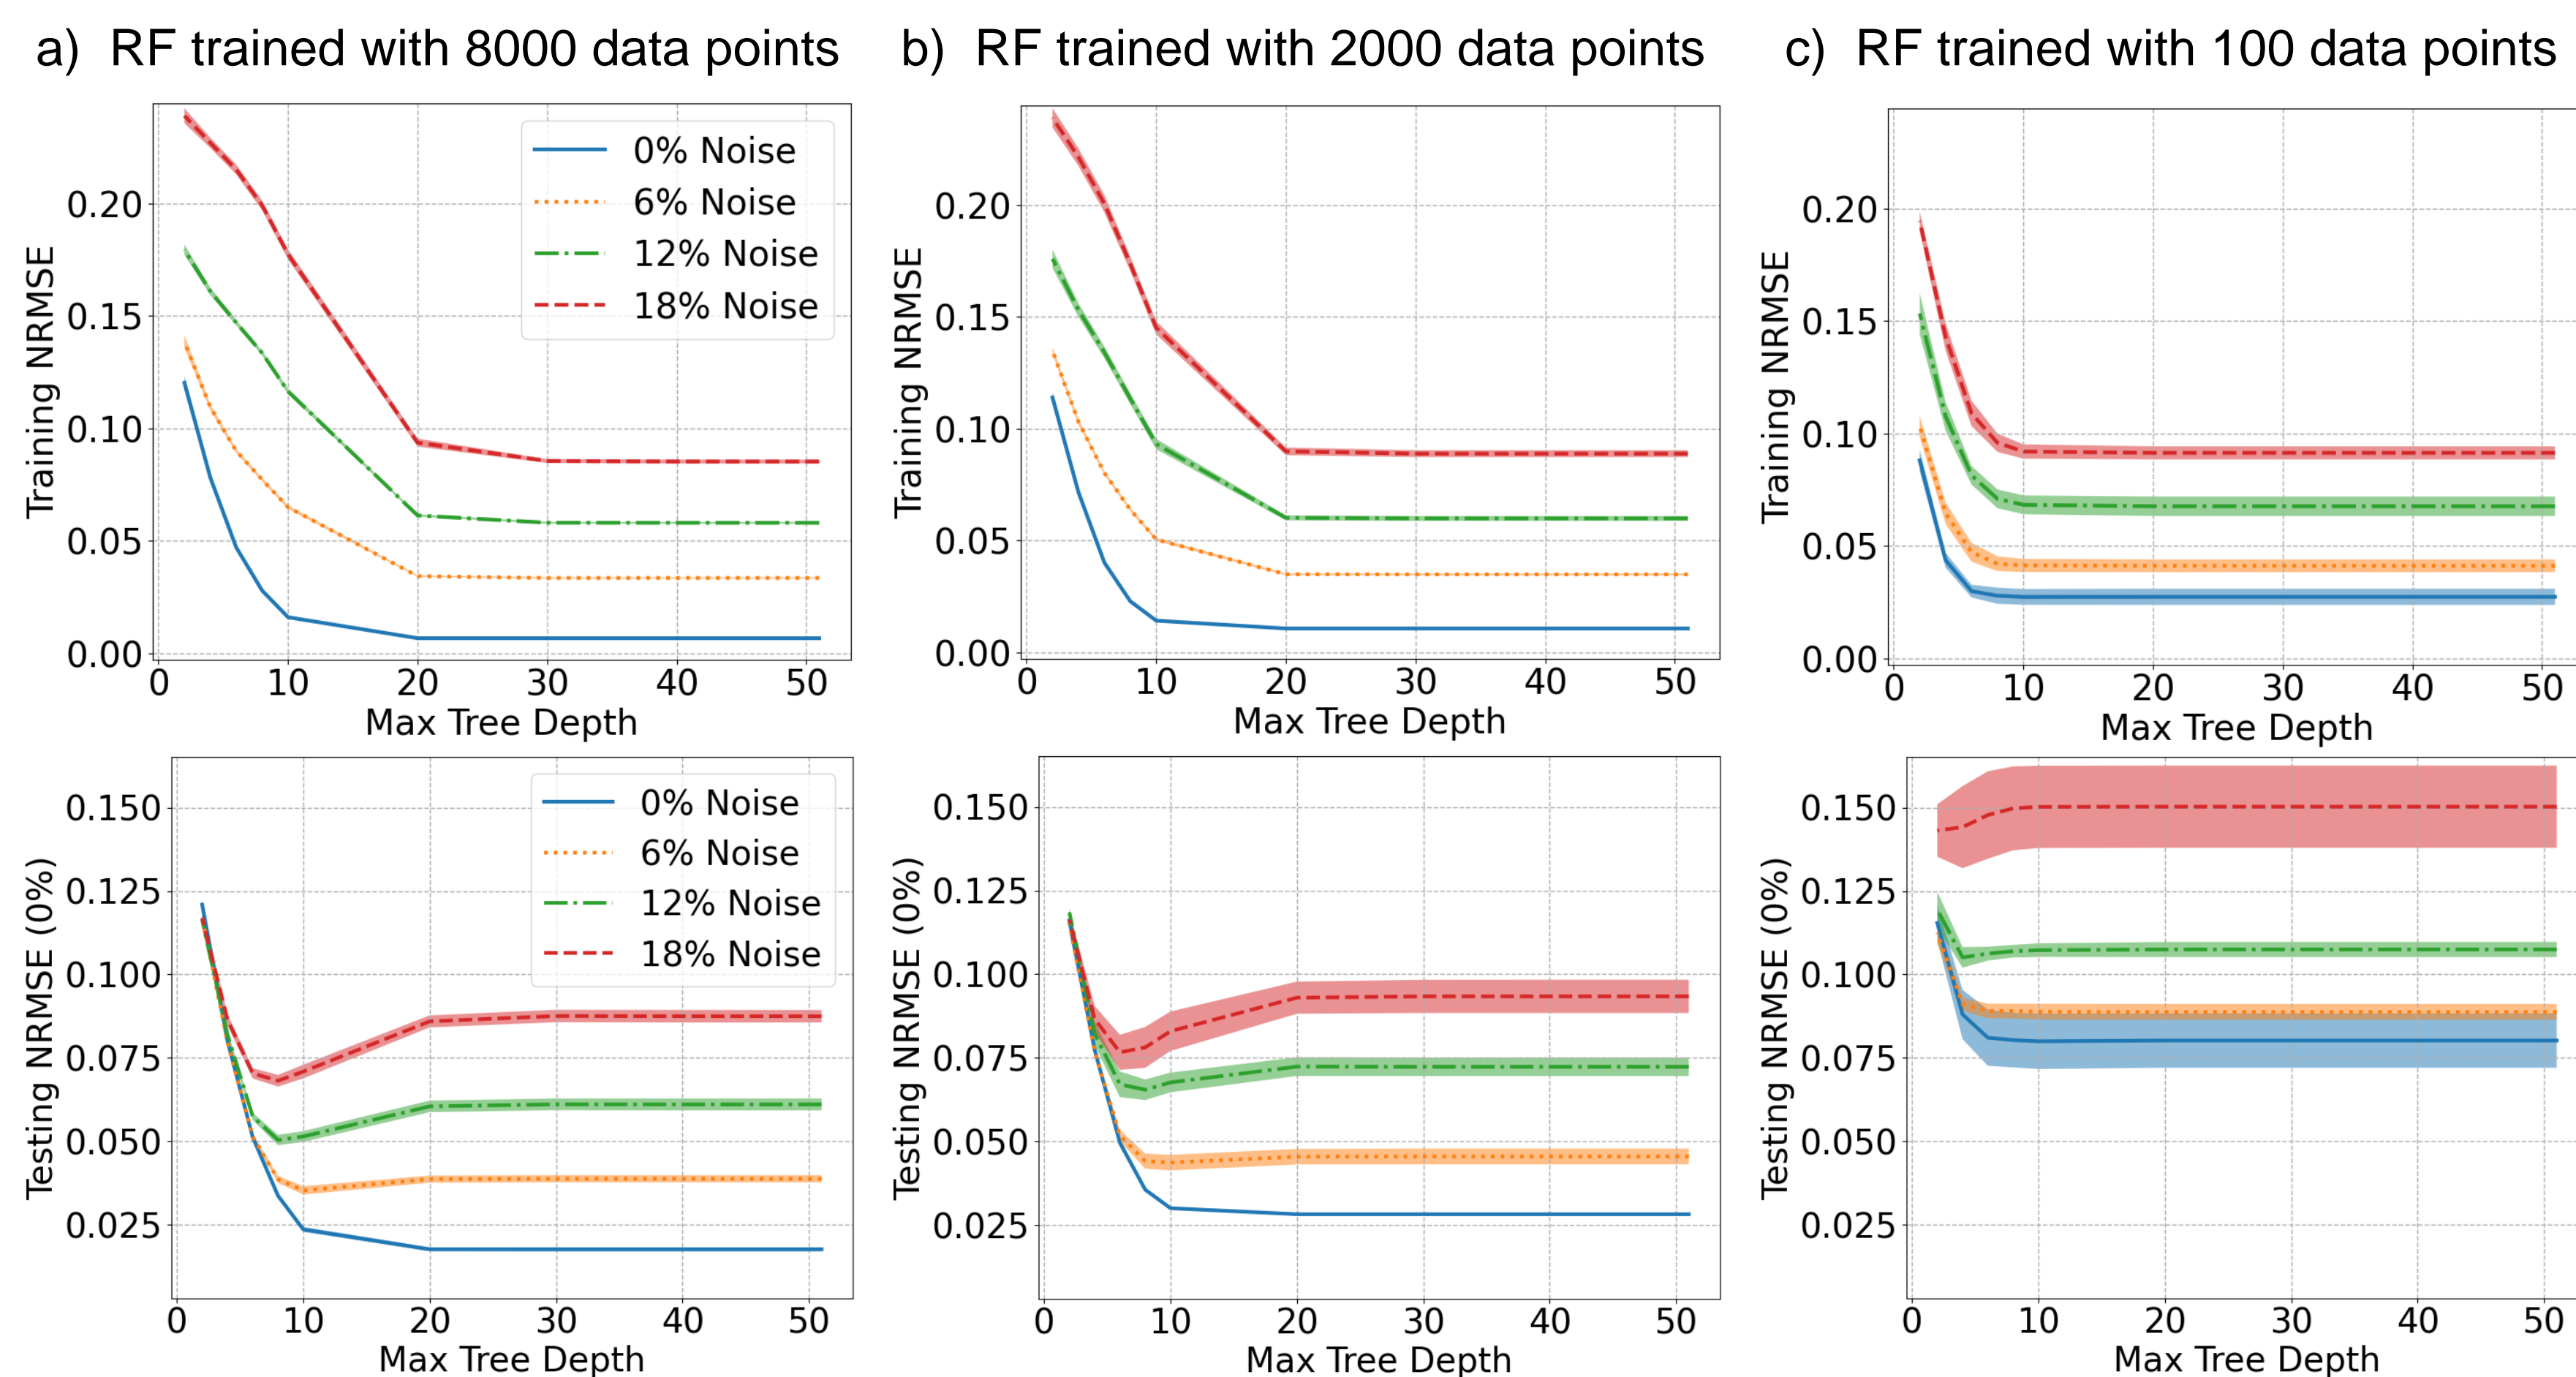 a) RF trained with 8000 data points
b) RF trained with 2000 data points
c) RF trained with 100 data points
Training NRMSE
0.20
0.15
0.10
0.05
0.00
0 10 20 30 40 50
Max Tree Depth
0% Noise
6% Noise
12% Noise
18% Noise
Training NRMSE
0.20
0.15
0.10
0.05
0.00
0 10 20 30 40 50
Max Tree Depth
Training NRMSE
0.20
0.15
0.10
0.05
0.00
0 10 20 30 40 50
Max Tree Depth
Testing NRMSE (0%)
0.150
0.125
0.100
0.075
0.050
0.025
0 10 20 30 40 50
Max Tree Depth
0% Noise
6% Noise
12% Noise
18% Noise
Testing NRMSE (0%)
0.150
0.125
0.100
0.075
0.050
0.025
0 10 20 30 40 50
Max Tree Depth
Testing NRMSE (0%)
0.150
0.125
0.100
0.075
0.050
0.025
0 10 20 30 40 50
Max Tree Depth